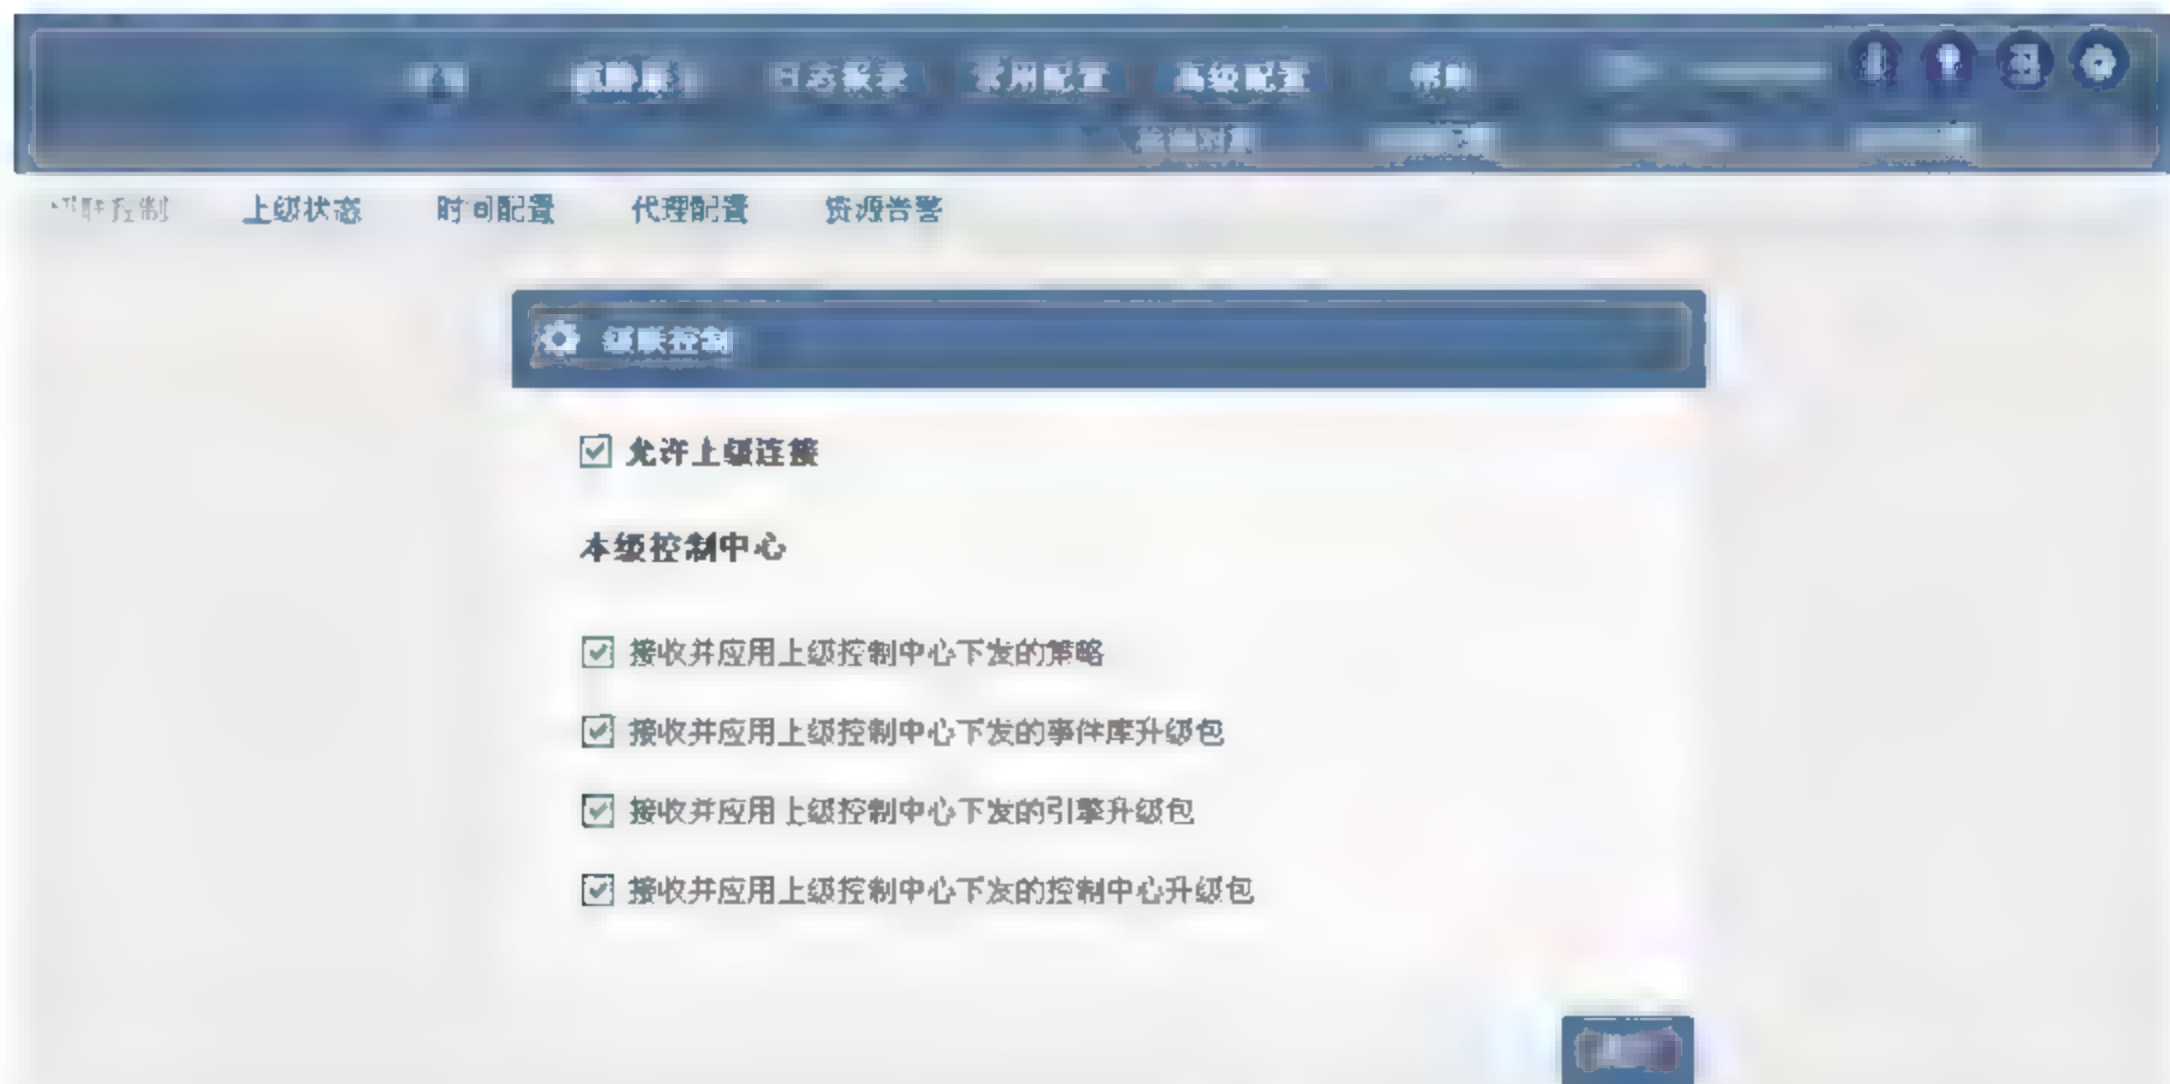 日志报表 常用配置 高级配置 帮助
级联控制 上级状态 时间配置 代理配置 资源告警
级联控制
允许上级连接
本级控制中心
接收并应用上级控制中心下发的策略
接收并应用上级控制中心下发的事件库升级包
接收并应用上级控制中心下发的引擎升级包
接收并应用上级控制中心下发的控制中心升级包